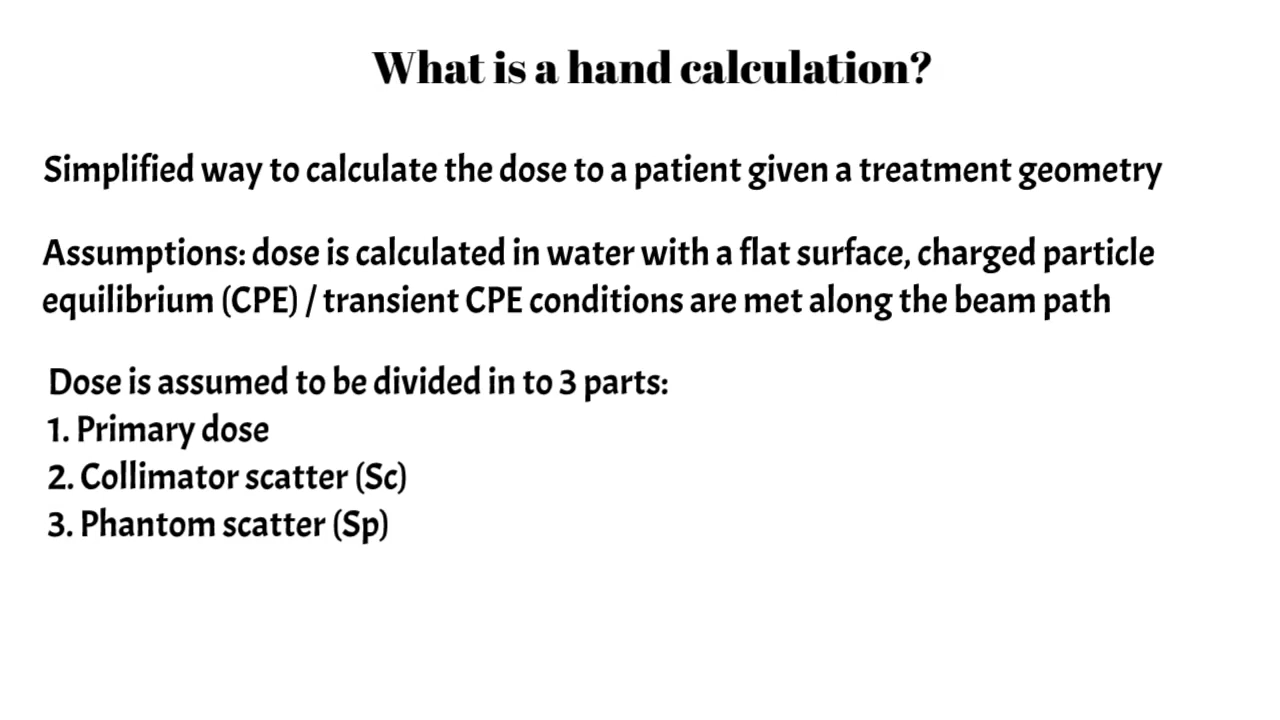 What is a hand calculation?
Simplified way to calculate the dose to a patient given a treatment geometry
Assumptions: dose is calculated in water with a flat surface, charged particle
equilibrium (CPE) / transient CPE conditions are met along the beam path
Dose is assumed to be divided in to 3 parts:
1. Primary dose
2. Collimator scatter (Sc)
3. Phantom scatter (Sp)